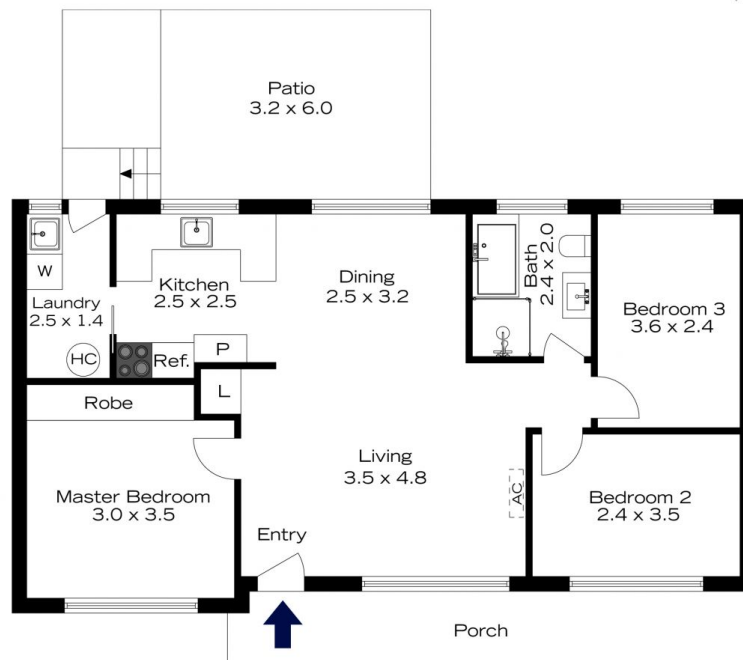 Patio
3.2 x 6.0
W
Laundry
2.5 x 1.4
HC
Kitchen
2.5 x 2.5
Ref.
P
L
Dining
2.5 x 3.2
Bath
2.4 x 2.0
Bedroom 3
3.6 x 2.4
Robe
Master Bedroom
3.0 x 3.5
Living
3.5 x 4.8
AC
Bedroom 2
2.4 x 3.5
Entry
Porch